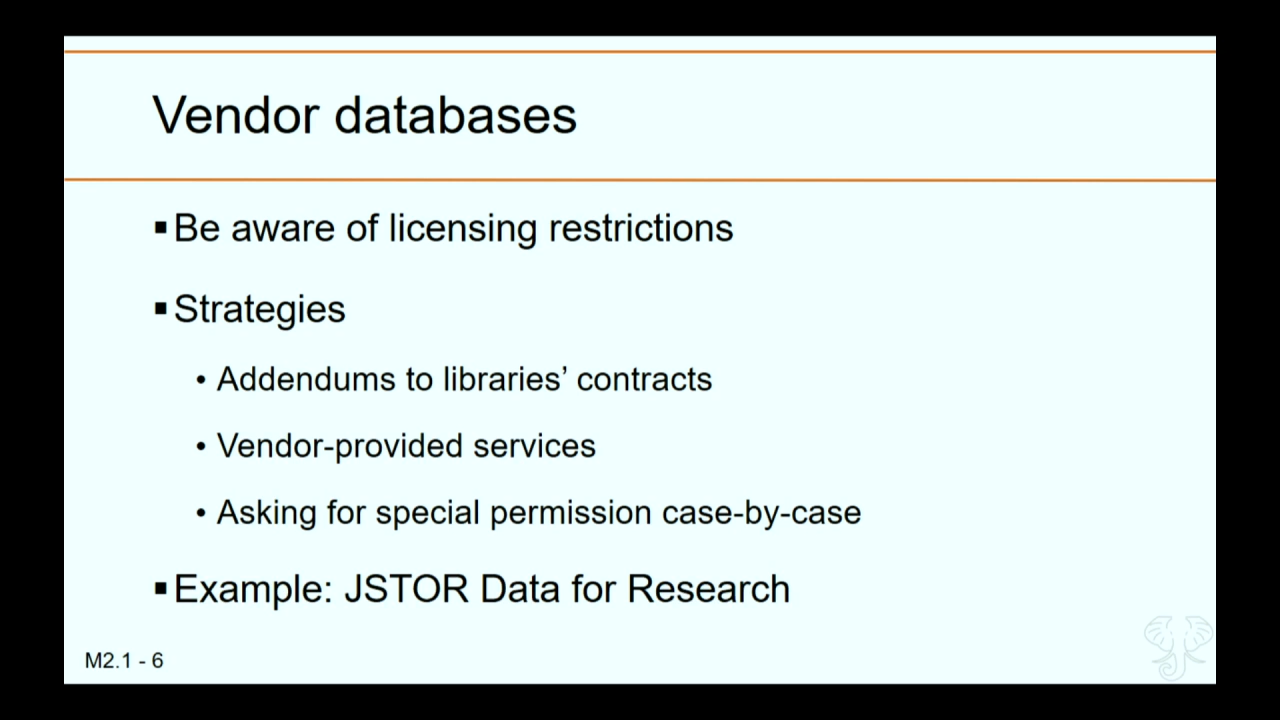 Vendor databases
▪Be aware of licensing restrictions
▪Strategies
• Addendums to libraries’ contracts
• Vendor-provided services
• Asking for special permission case-by-case
▪Example: JSTOR Data for Research
M2.1 - 6